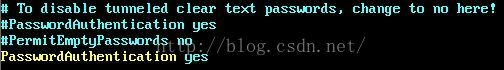 # To disable tunneled clear text passwords, change to no here!
#PasswordAuthentication yes
#PermitEmptyPasswords no
PasswordAuthentication yes
http://blog.csdn.net/